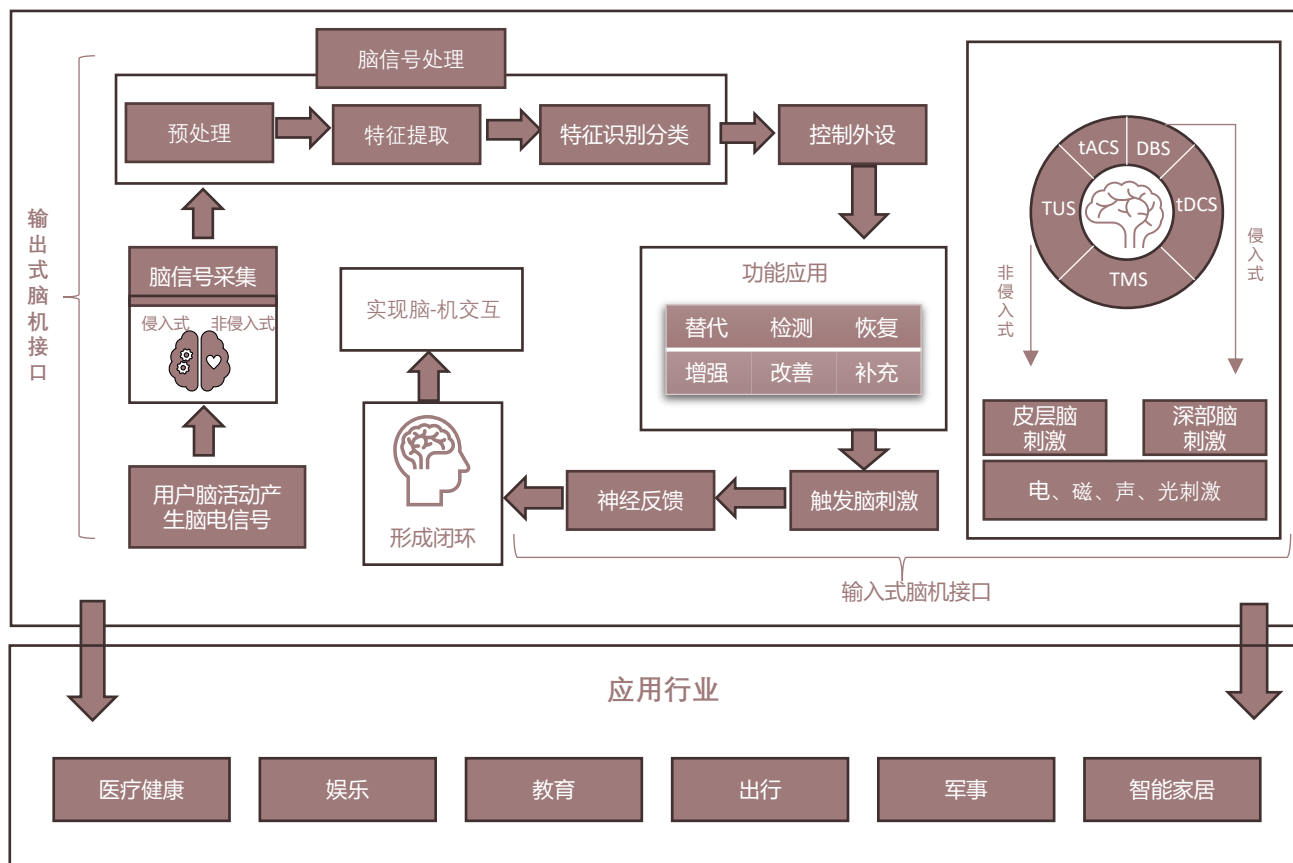 脑信号处理
预处理
特征提取
特征识别分类
控制外设
输出式脑机接口
脑信号采集
侵入式
非侵入式
用户脑活动产
生脑电信号
实现脑-机交互
形成闭环
功能应用
替代
检测
恢复
增强
改善
补充
神经反馈
触发脑刺激
tACS
DBS
TUS
tDCS
TMS
非侵入式
侵入式
皮层脑
刺激
深部脑
刺激
电、磁、声、光刺激
输入式脑机接口
应用行业
医疗健康
娱乐
教育
出行
军事
智能家居